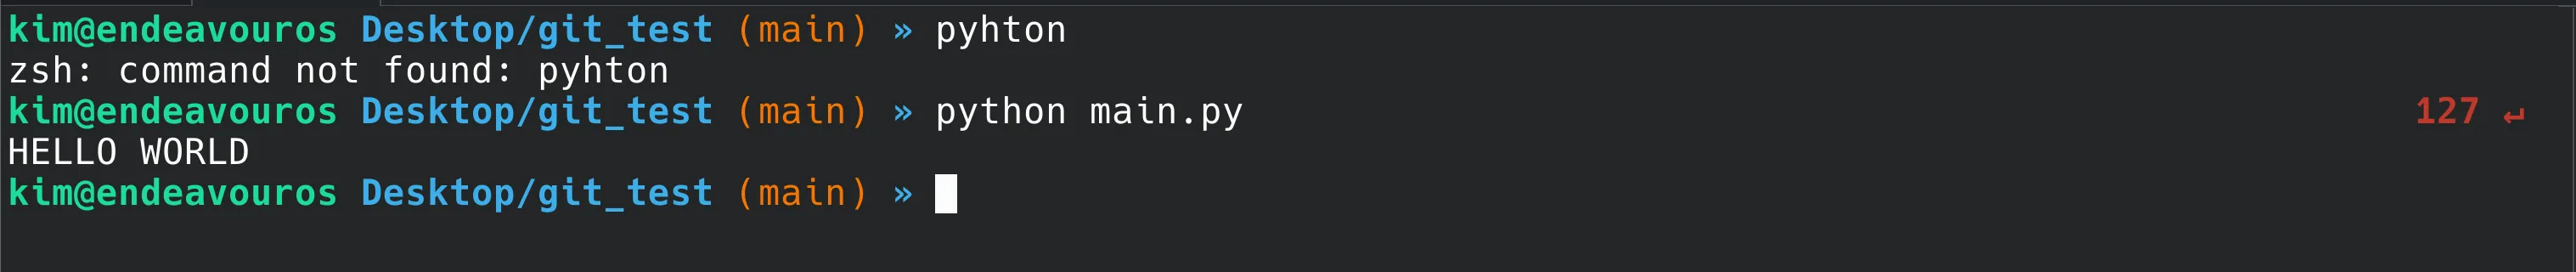 kim@endeavouros Desktop/git_test (main) » pyhton
zsh: command not found: pyhton
kim@endeavouros Desktop/git_test (main) » python main.py 127 ↵
HELLO WORLD
kim@endeavouros Desktop/git_test (main) »